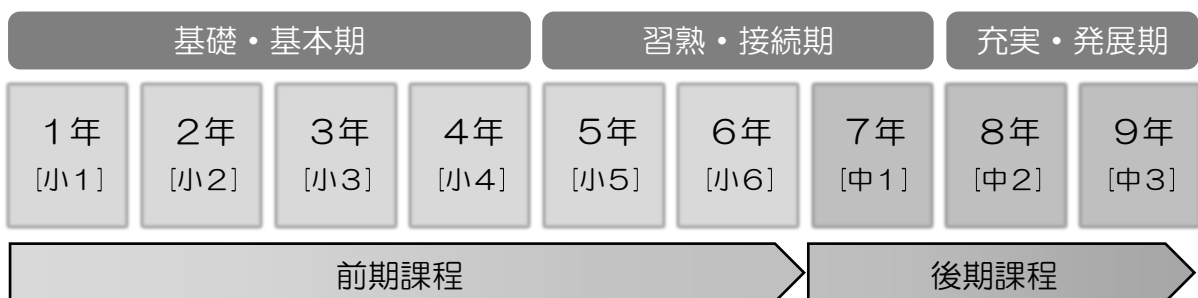 基礎・基本期 習熟・接続期 充実・発展期
1年 2年 3年 4年 5年 6年 7年 8年 9年
[小1] [小2] [小3] [小4] [小5] [小6] [中1] [中2] [中3]
前期課程 後期課程